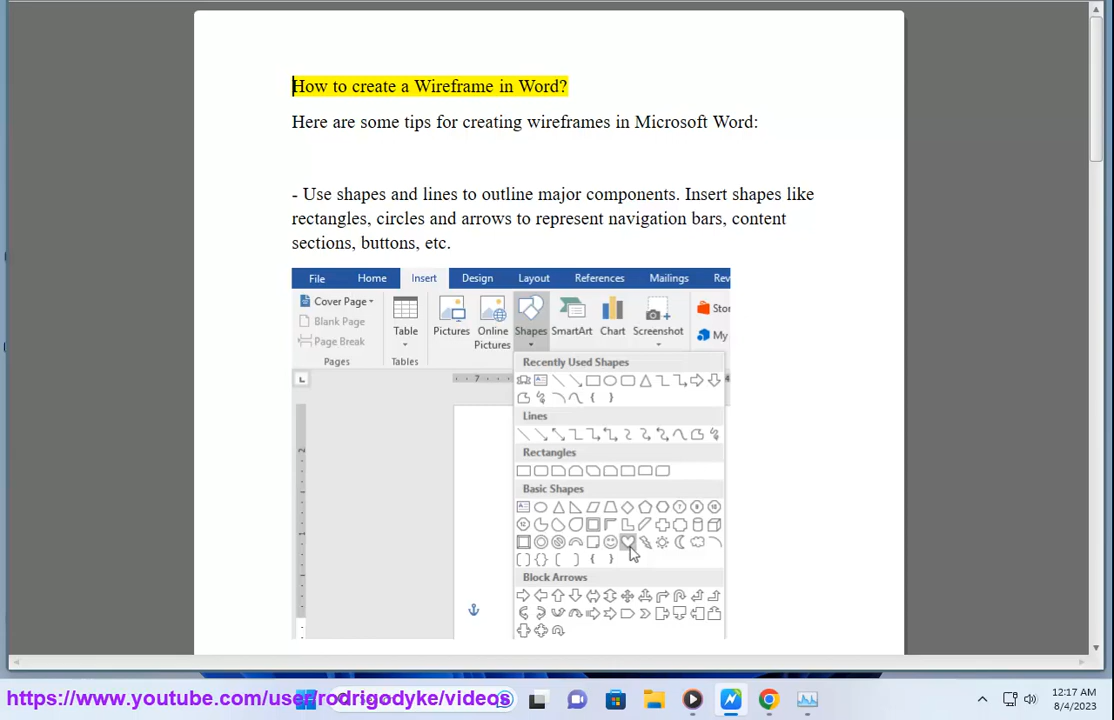 How to create a Wireframe in Word?
Here are some tips for creating wireframes in Microsoft Word:
- Use shapes and lines to outline major components. Insert shapes like
rectangles, circles and arrows to represent navigation bars, content
sections, buttons, etc.
File Home Insert Design Layout References Mailings Rev
Cover Page
Blank Page
Page Break
Pages
Table
Tables
Pictures
Online
Pictures
Shapes
SmartArt
Chart
Screenshot
Stor
My
Recently Used Shapes
Lines
Rectangles
Basic Shapes
Block Arrows
https://www.youtube.com/user/rodrigodyke/videos
12:17 AM
8/4/2023